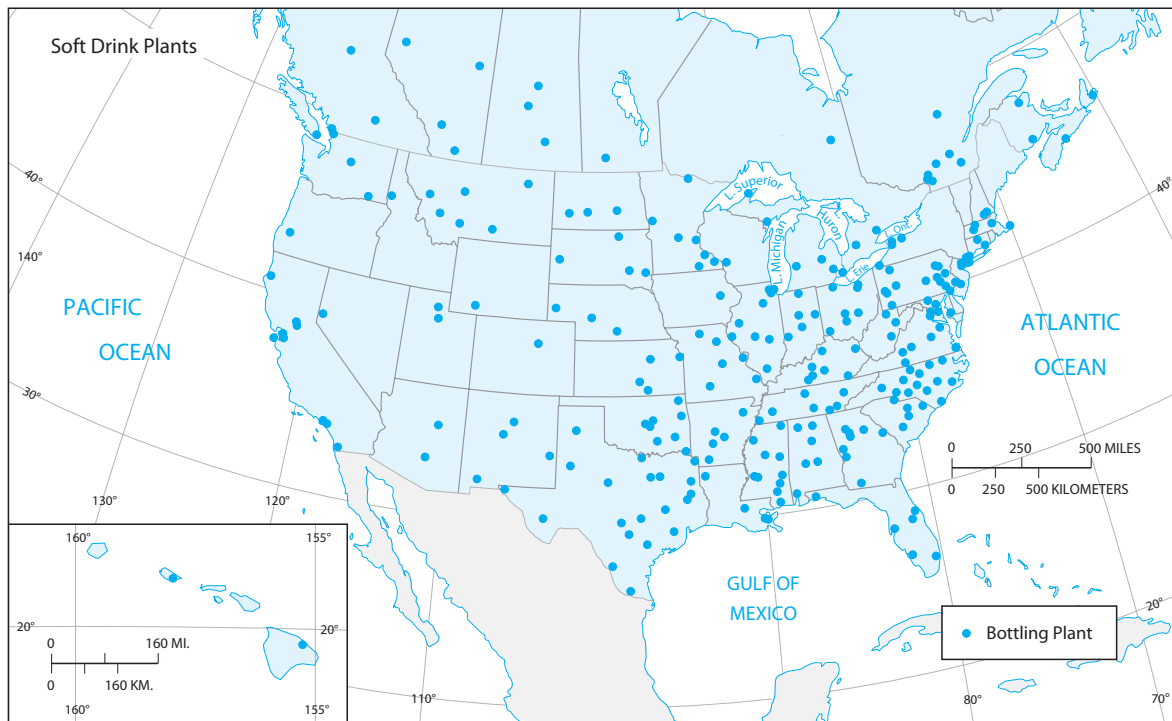 Soft Drink Plants
40°
140°
PACIFIC
OCEAN
30°
130°
120°
L. Superior
L. Michigan
L.
Huron
Ont.
Erie
40°
ATLANTIC
OCEAN
0 250 500 MILES
0 250 500 KILOMETERS
GULF OF
MEXICO
20°
Bottling Plant
110°
80°
70°
160°
155°
20°
20°
0 160 MI.
0 160 KM.
160°
155°